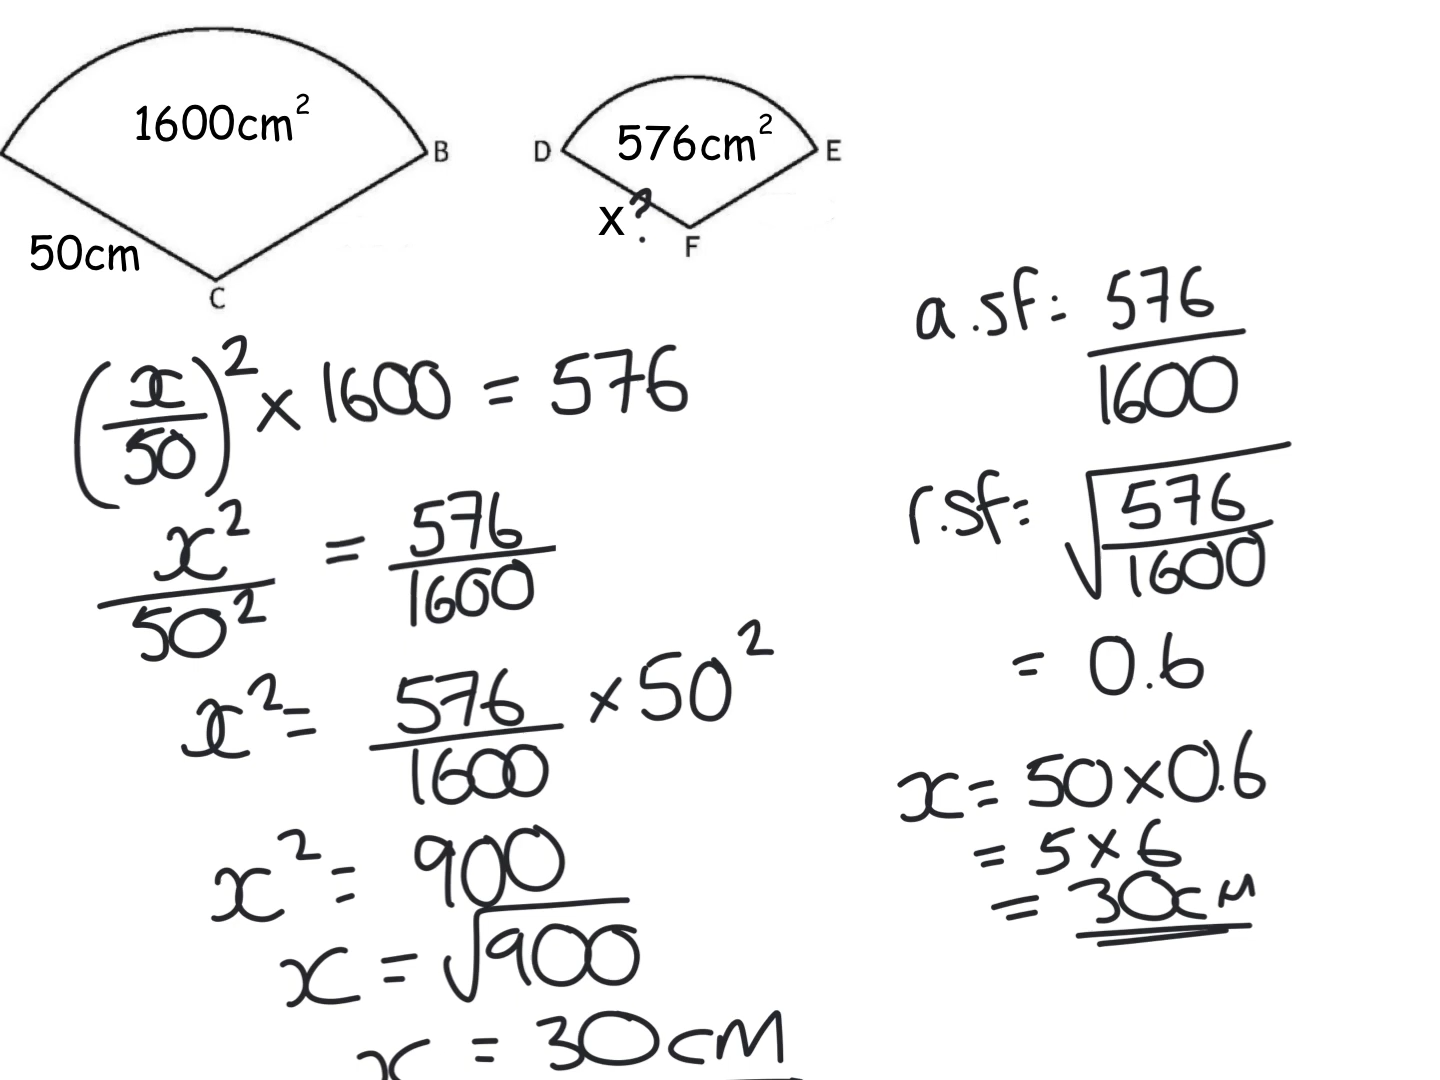 1600cm²
B
50cm
C
D
576cm²
E
x?
F
(x/50)² × 1600 = 576
x²/50² = 576/1600
x² = 576/1600 × 50²
x² = 900
x = √900
x = 30cm
a.sf: 576/1600
r.sf: √(576/1600)
= 0.6
x = 50×0.6
= 5×6
= 30cm